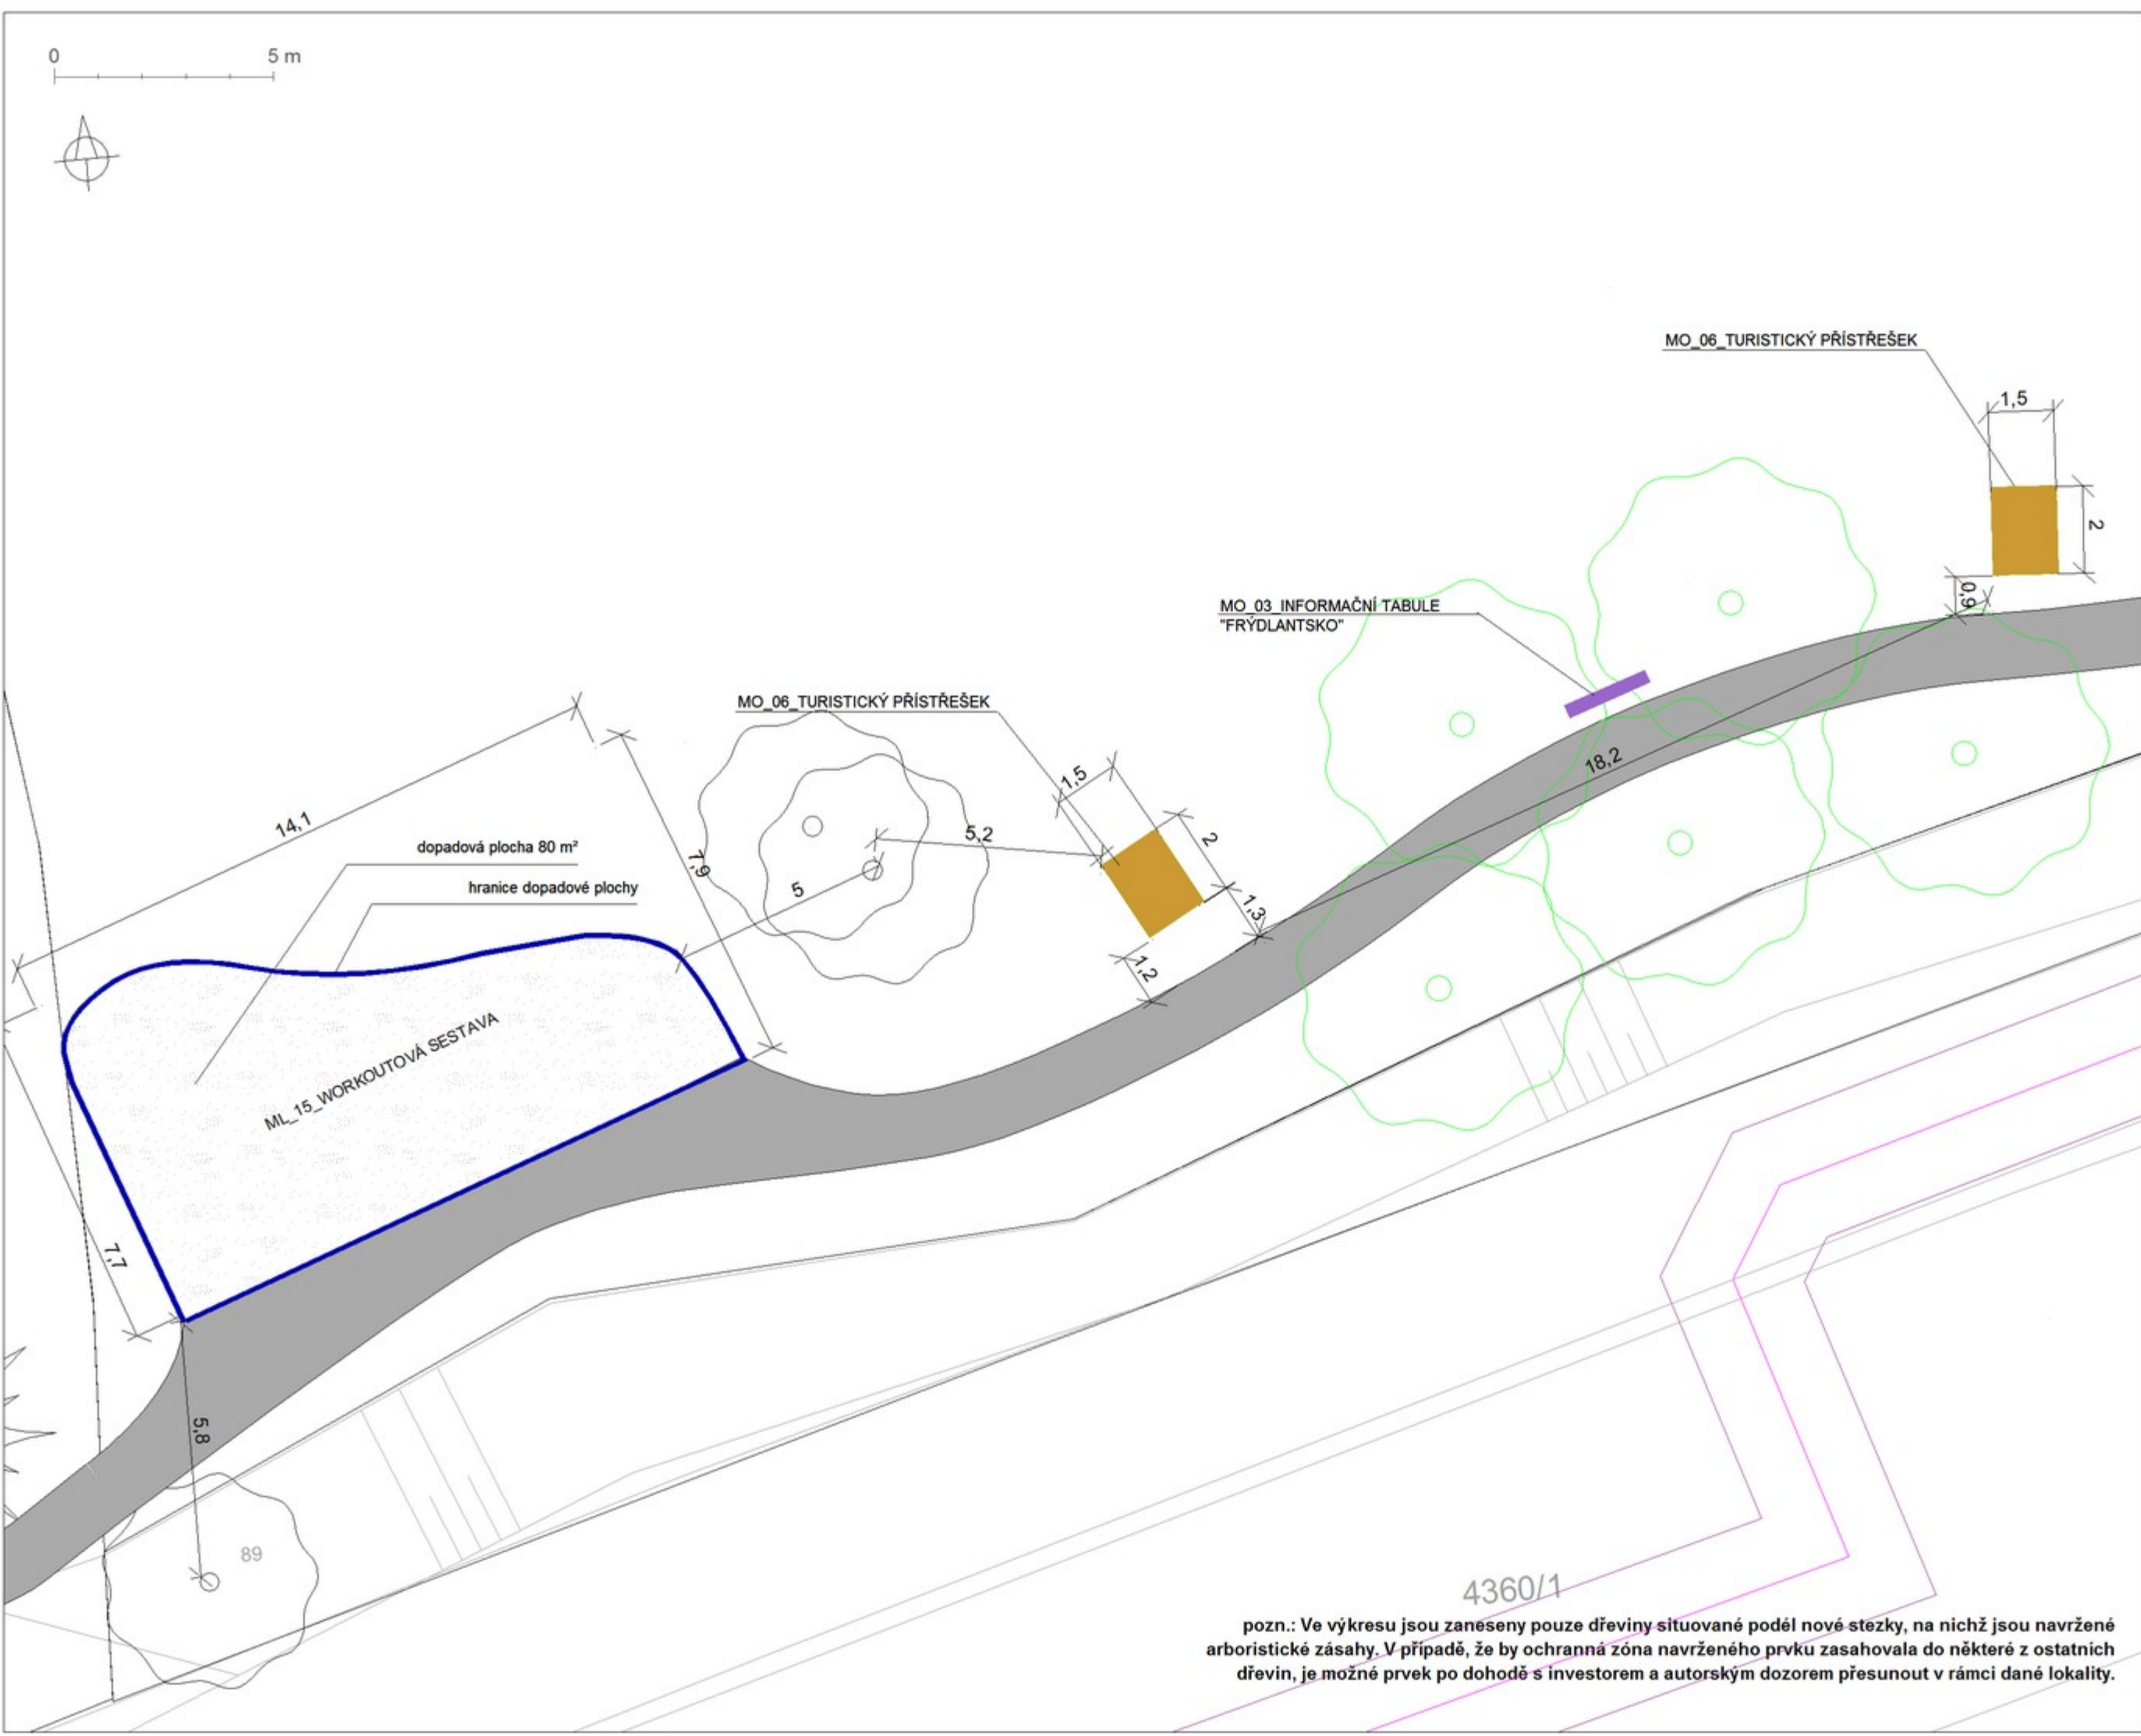 0 5 m
MO_06_TURISTICKÝ PŘÍSTŘEŠEK
1,5
2
0,9
MO_03_INFORMAČNÍ TABULE
"FRÝDLANTSKO"
18,2
MO_06_TURISTICKÝ PŘÍSTŘEŠEK
1,5
2
5,2
1,3
1,2
14,1
7,9
5
dopadová plocha 80 m²
hranice dopadové plochy
ML_15_WORKOUTOVÁ SESTAVA
7,7
5,8
89
4360/1
pozn.: Ve výkresu jsou zaneseny pouze dřeviny situované podél nové stezky, na nichž jsou navržené
arboristické zásahy. V případě, že by ochranná zóna navrženého prvku zasahovala do některé z ostatních
dřevin, je možné prvek po dohodě s investorem a autorským dozorem přesunout v rámci dané lokality.